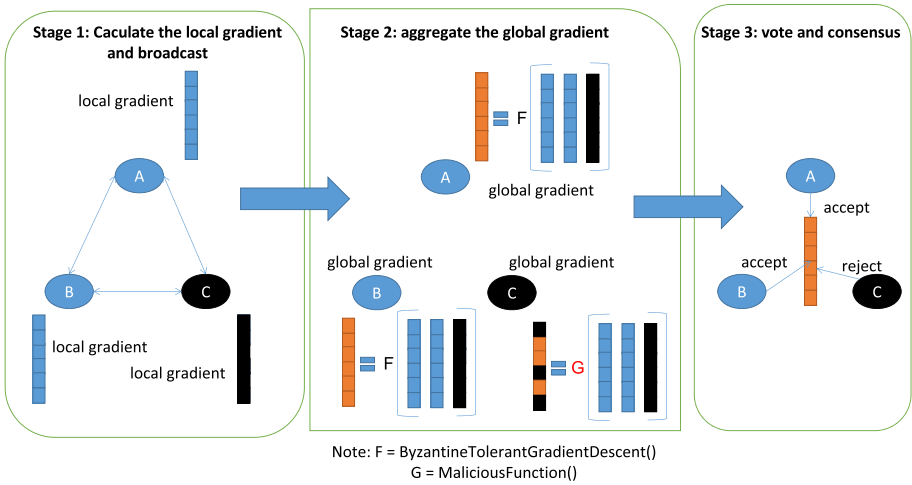 Stage 1: Caculate the local gradient
and broadcast
local gradient
A
B
C
local gradient
local gradient
Stage 2: aggregate the global gradient
F
A
global gradient
global gradient
global gradient
B
C
F
G
Stage 3: vote and consensus
A
accept
accept
reject
B
C
Note: F = ByzantineTolerantGradientDescent()
G = MaliciousFunction()